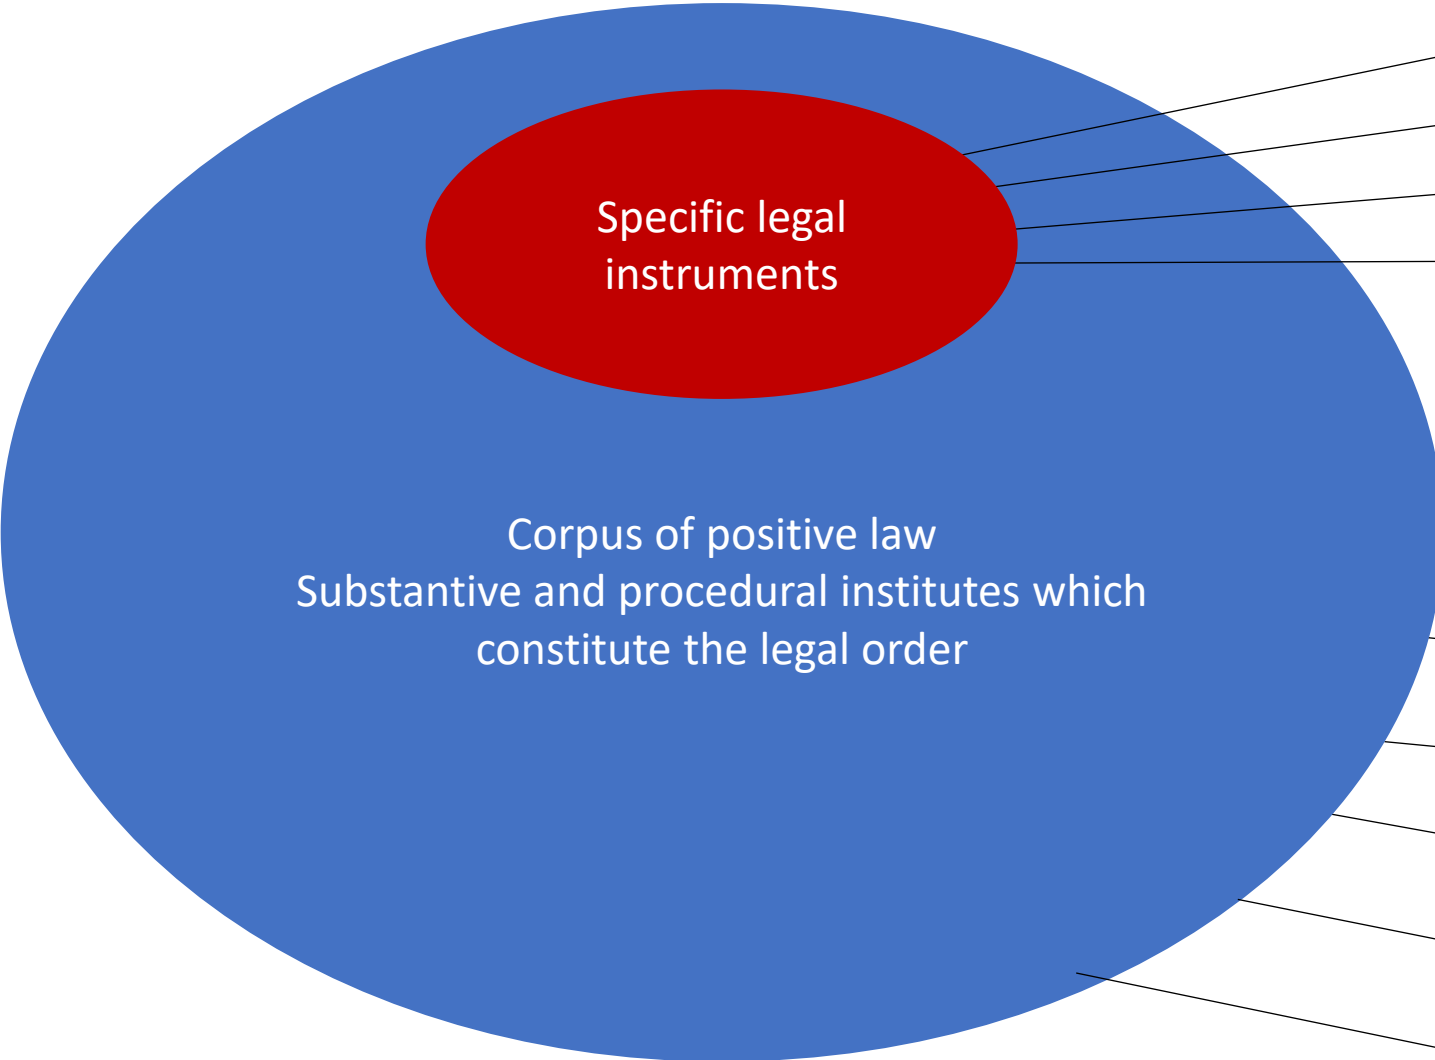 Specific legal
instruments
Corpus of positive law
Substantive and procedural institutes which
constitute the legal order